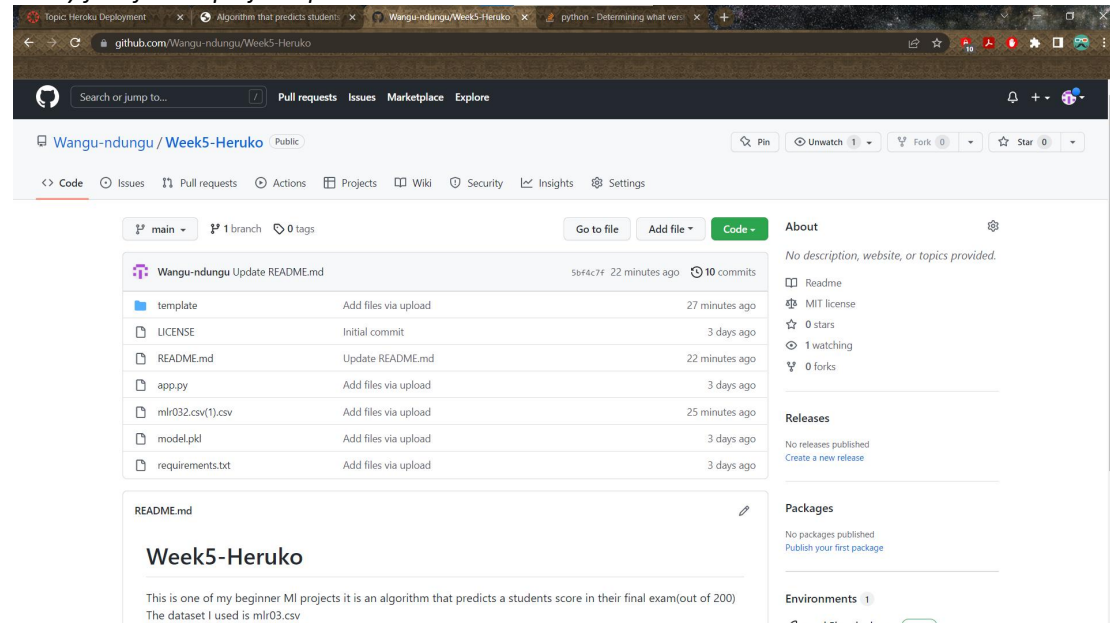 Topic: Heroku Deployment
Algorithm that predicts students
Wangu-ndungu/Week5-Heruko
python - Determining what versi
github.com/Wangu-ndungu/Week5-Heruko
10
Search or jump to...
/
Pull requests Issues Marketplace Explore
Wangu-ndungu / Week5-Heruko Public
Pin
Unwatch 1
Fork 0
Star 0
<> Code Issues Pull requests Actions Projects Wiki Security Insights Settings
main 1 branch 0 tags
Go to file Add file Code
Wangu-ndungu Update README.md 5bf4c7f 22 minutes ago 10 commits
template Add files via upload 27 minutes ago
LICENSE Initial commit 3 days ago
README.md Update README.md 22 minutes ago
app.py Add files via upload 3 days ago
mlr032.csv(1).csv Add files via upload 25 minutes ago
model.pkl Add files via upload 3 days ago
requirements.txt Add files via upload 3 days ago
README.md
Week5-Heruko
This is one of my beginner Ml projects it is an algorithm that predicts a students score in their final exam(out of 200)
The dataset I used is mlr03.csv
About
No description, website, or topics provided.
Readme
MIT license
0 stars
1 watching
0 forks
Releases
No releases published
Create a new release
Packages
No packages published
Publish your first package
Environments 1